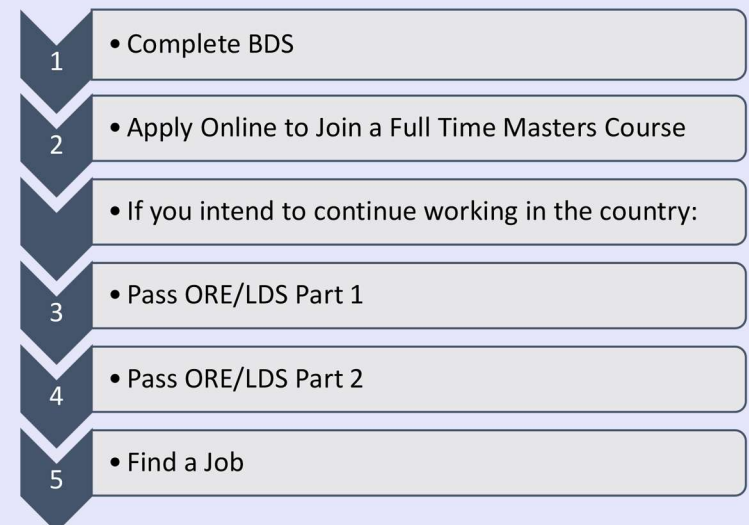 1
• Complete BDS
2
• Apply Online to Join a Full Time Masters Course
• If you intend to continue working in the country:
3
• Pass ORE/LDS Part 1
4
• Pass ORE/LDS Part 2
5
• Find a Job